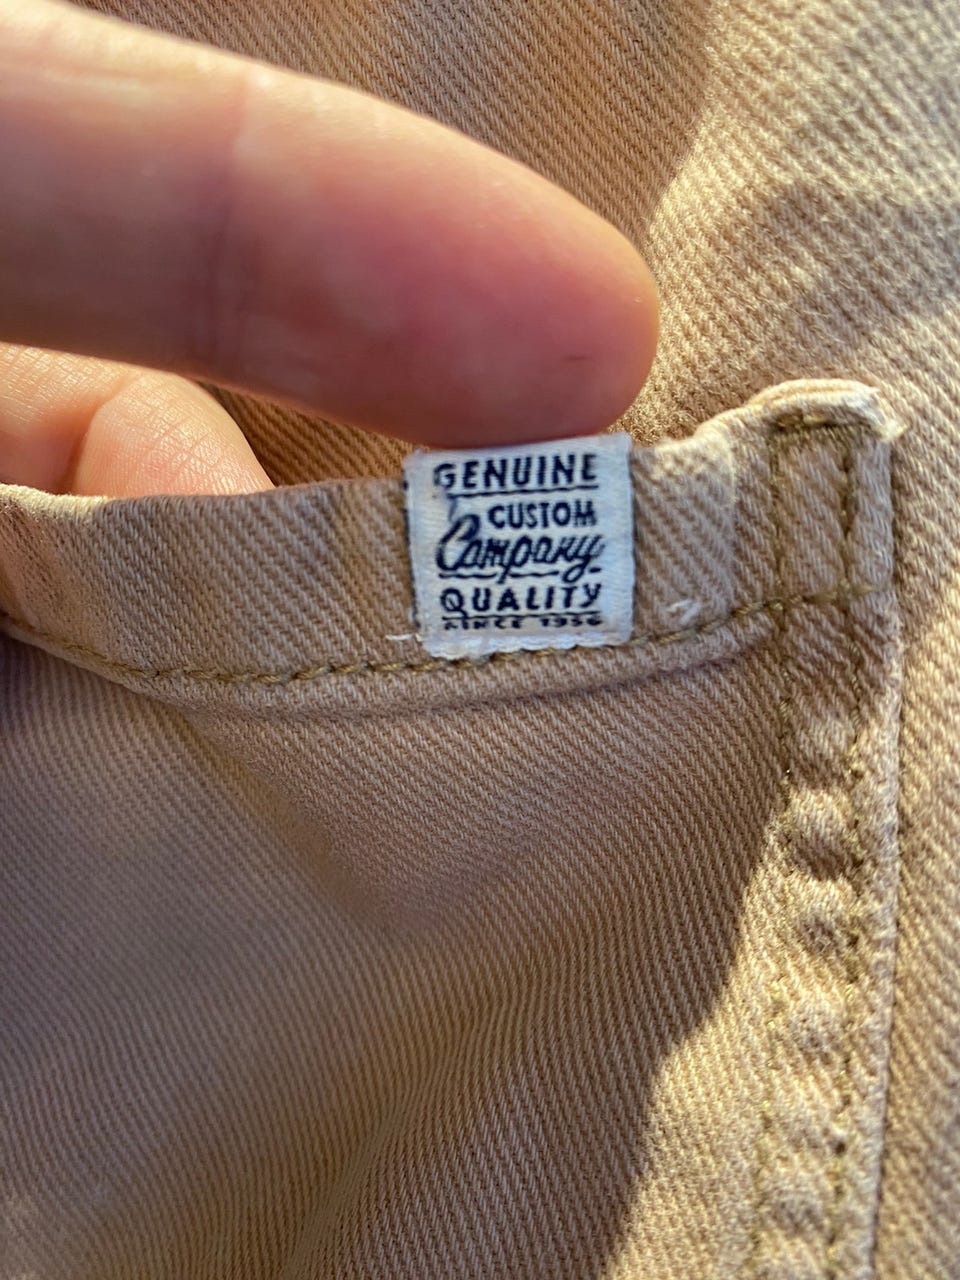 GENUINE
CUSTOM
Company
QUALITY
SINCE 1956